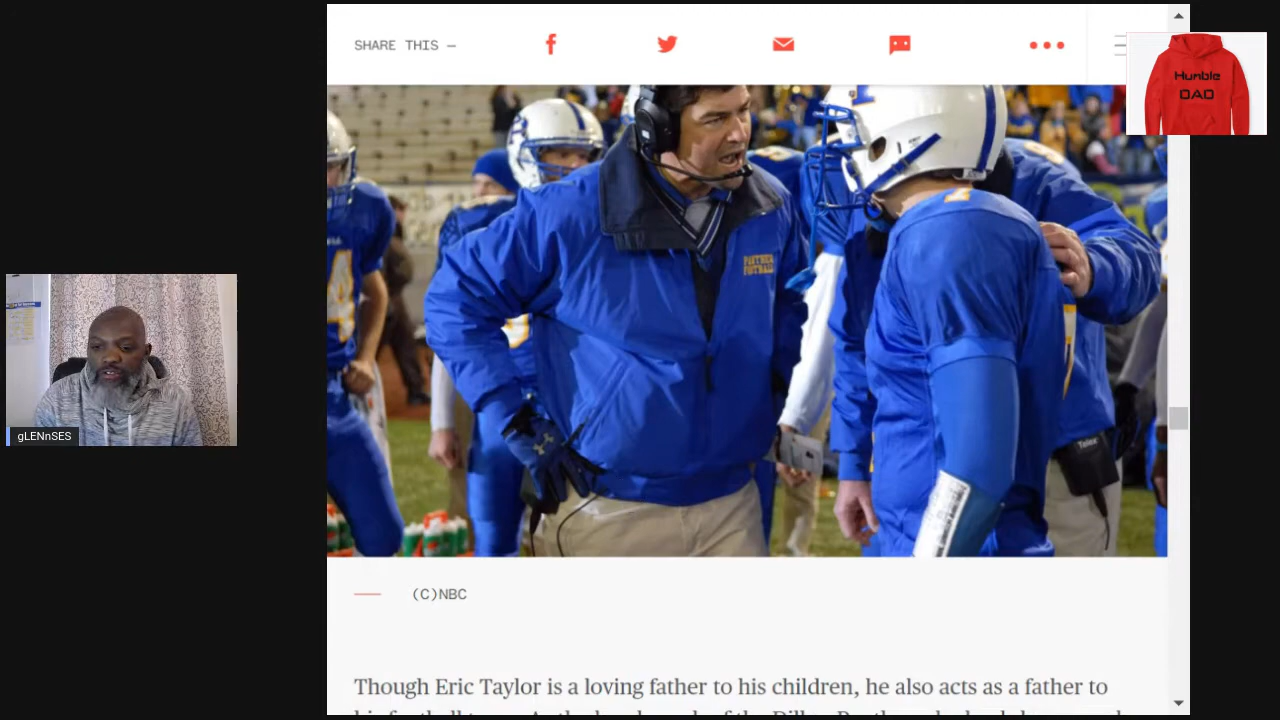 SHARE THIS —
Humble
DAD
PANTHER
FOOTBALL
Telex
gLENnSES
(C)NBC
Though Eric Taylor is a loving father to his children, he also acts as a father to